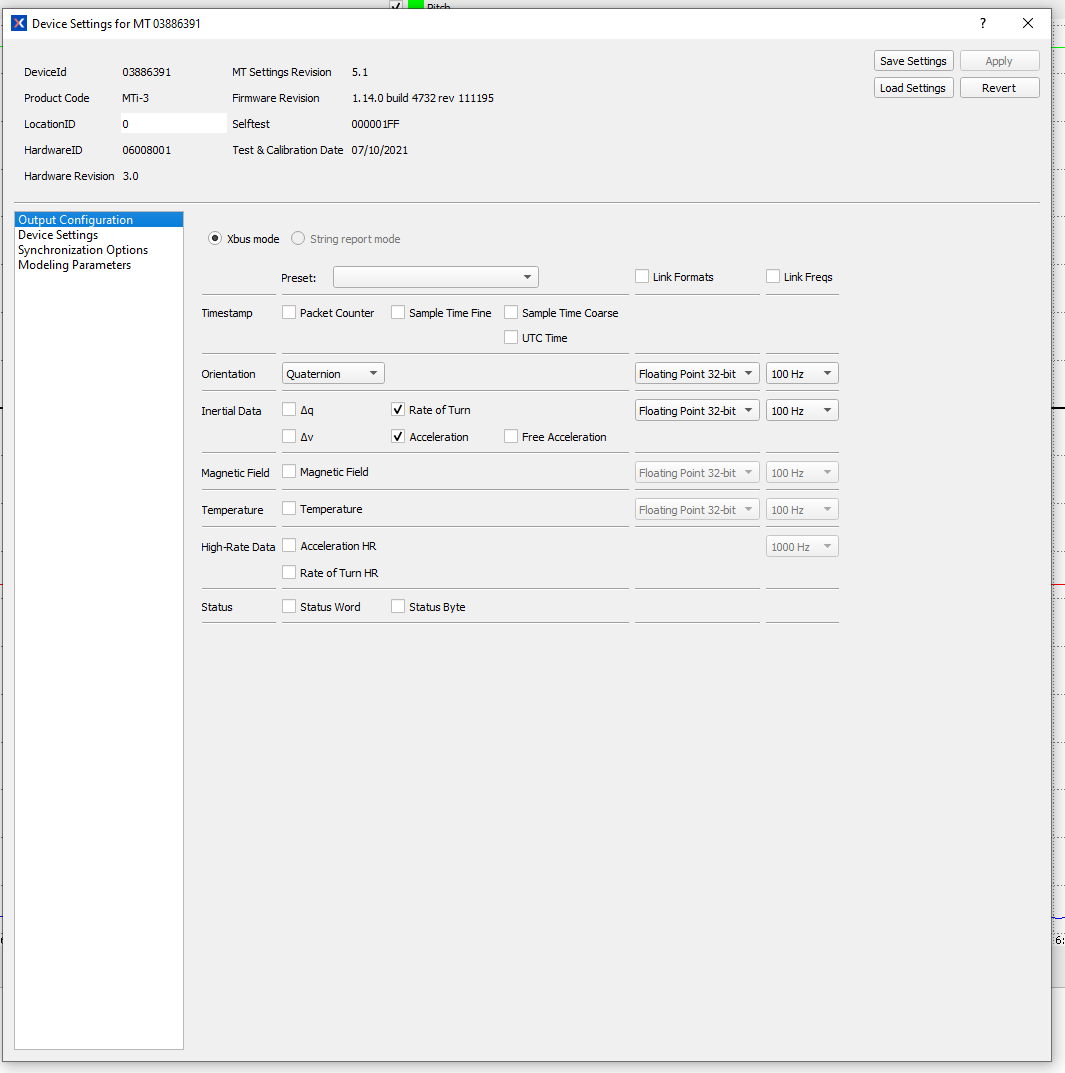 Pitch
Device Settings for MT 03886391
?
DeviceId 03886391 MT Settings Revision 5.1
Save Settings Apply
Product Code MTi-3 Firmware Revision 1.14.0 build 4732 rev 111195
Load Settings Revert
LocationID 0 Selftest 000001FF
HardwareID 06008001 Test & Calibration Date 07/10/2021
Hardware Revision 3.0
Output Configuration
Device Settings
Synchronization Options
Modeling Parameters
Xbus mode String report mode
Preset: Link Formats Link Freqs
Timestamp Packet Counter Sample Time Fine Sample Time Coarse
UTC Time
Orientation Quaternion Floating Point 32-bit 100 Hz
Inertial Data Δq Rate of Turn Floating Point 32-bit 100 Hz
Δv Acceleration Free Acceleration
Magnetic Field Magnetic Field Floating Point 32-bit 100 Hz
Temperature Temperature Floating Point 32-bit 100 Hz
High-Rate Data Acceleration HR 1000 Hz
Rate of Turn HR
Status Status Word Status Byte
6: